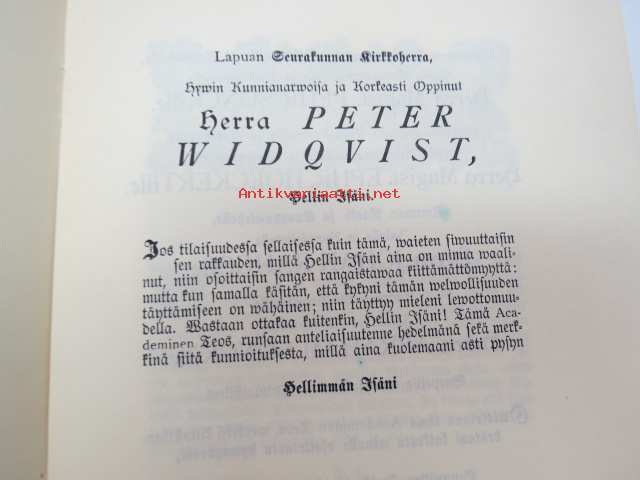 Lapuan Seurakunnan Kirkkoherra,
Hywin Kunnianarwoisa ja Korkeasti Oppinut
Herra PETER
WIDQVIST,
Antikvariaatti.net
Hellin Isäni.
Jos tilaisuudessa sellaisessa kuin tämä, waieten siwuuttaisin
sen rakkauden, millä Hellin Isäni aina on minua waali-
nut, niin osoittaisin sangen rangaistawaa kiittämättömyyttä:
mutta kun samalla käsitän, että kykyni tämän welwollisuuden
täyttämiseen on wähäinen; niin täyttyy mieleni lewottomuu-
della. Wastaan ottakaa kuitenkin, Hellin Isäni! Tämä Aca-
deminen Teos, runsaan anteliaisuutenne hedelmänä sekä merk-
kinä siitä kunnioituksesta, millä aina kuolemaani asti pysyn
Hellimmän Isäni